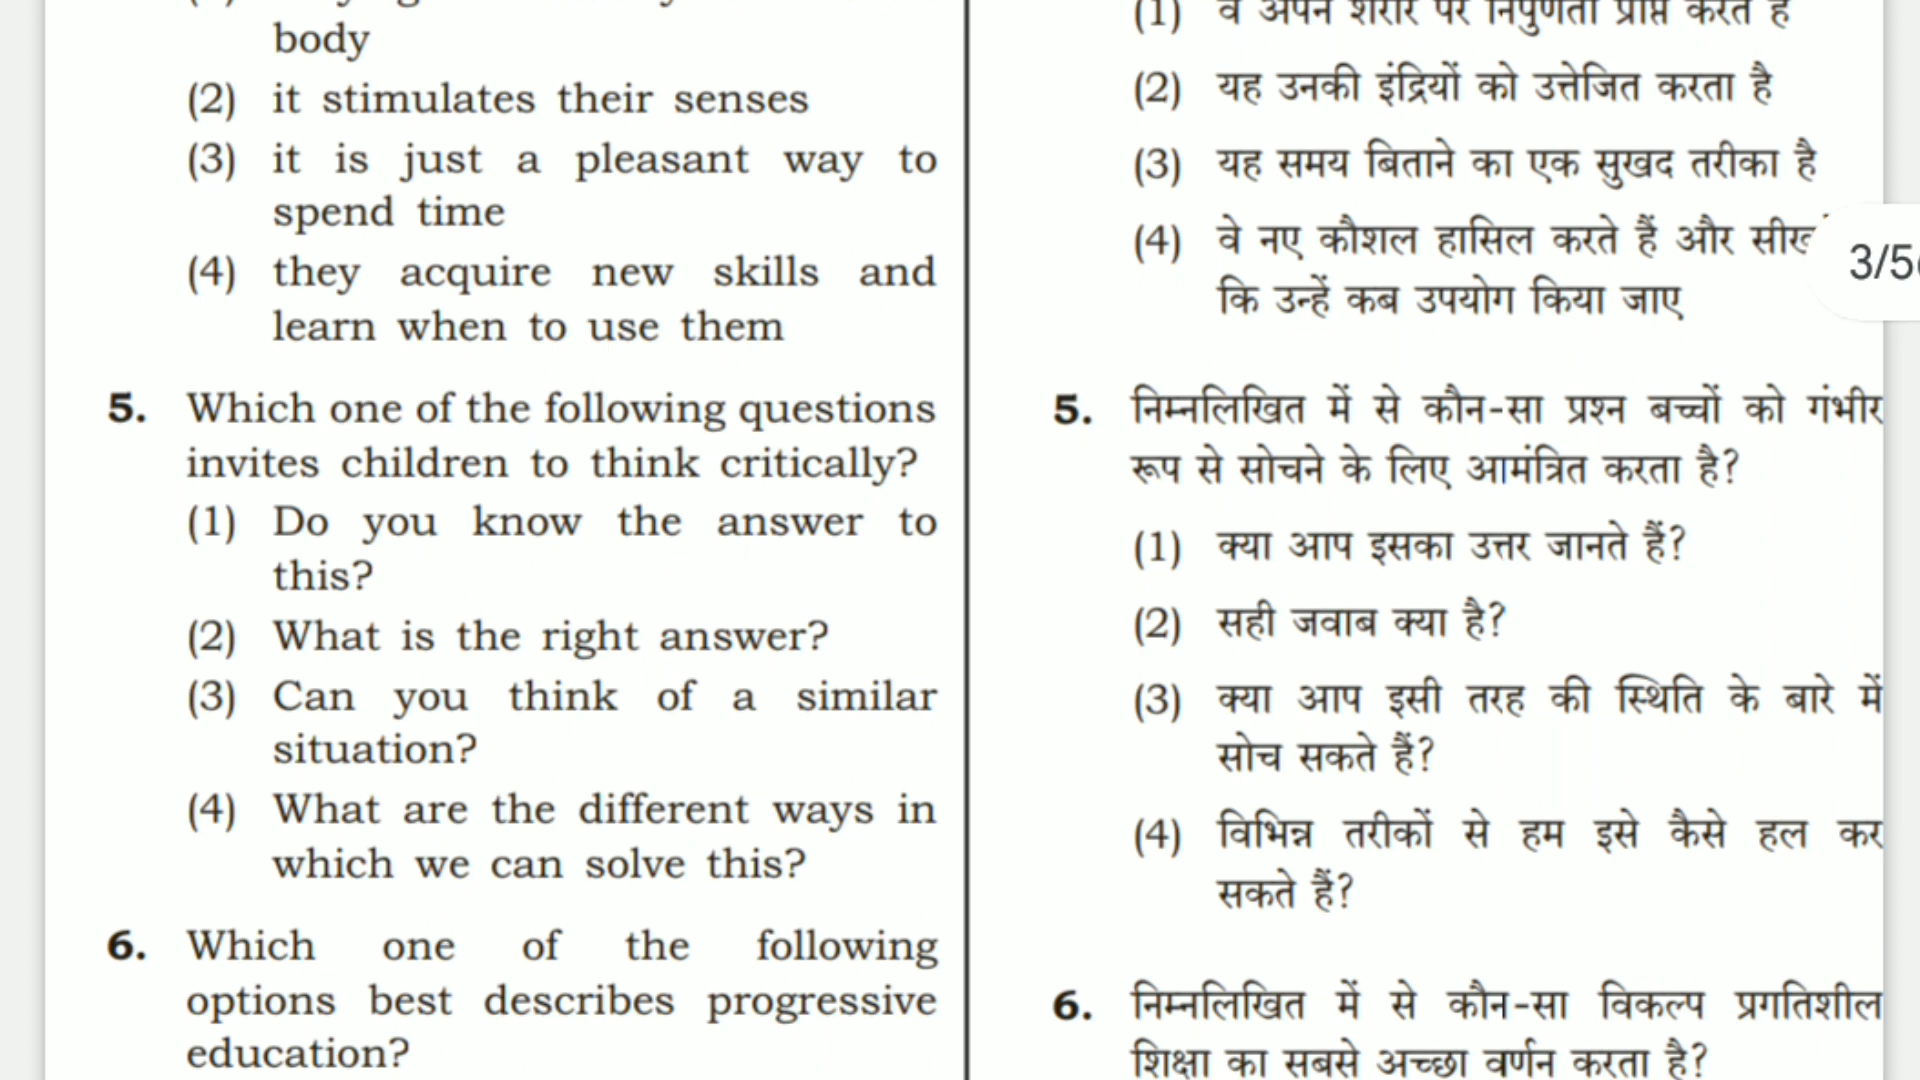 body
(2) it stimulates their senses
(3) it is just a pleasant way to
spend time
(4) they acquire new skills and
learn when to use them
5. Which one of the following questions
invites children to think critically?
(1) Do you know the answer to
this?
(2) What is the right answer?
(3) Can you think of a similar
situation?
(4) What are the different ways in
which we can solve this?
6. Which one of the following
options best describes progressive
education?
(1) वे अपने शरीर पर निपुणता प्राप्त करते हैं
(2) यह उनकी इंद्रियों को उत्तेजित करता है
(3) यह समय बिताने का एक सुखद तरीका है
(4) वे नए कौशल हासिल करते हैं और
कि उन्हें कब उपयोग किया जाए
5. निम्नलिखित में से कौन-सा प्रश्न बच्चों को गंभीर
रूप से सोचने के लिए आमंत्रित करता है?
(1) क्या आप इसका उत्तर जानते हैं?
(2) सही जवाब क्या है?
(3) क्या आप इसी तरह की स्थिति के बारे में
सोच सकते हैं?
(4) विभिन्न तरीकों से हम इसे कैसे हल कर
सकते हैं?
6. निम्नलिखित में से कौन-सा विकल्प प्रगतिशील
शिक्षा का सबसे अच्छा वर्णन करता है?